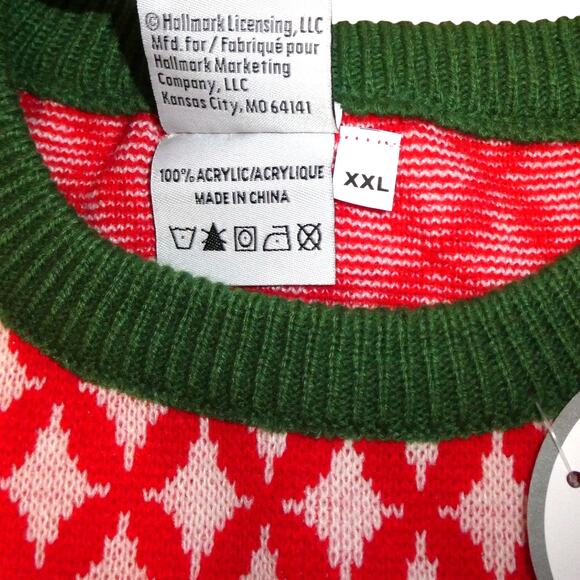 © Hallmark Licensing, LLC
Mfd. for / Fabriqué pour
Hallmark Marketing
Company, LLC
Kansas City, MO 64141
100% ACRYLIC/ACRYLIQUE
MADE IN CHINA
XXL